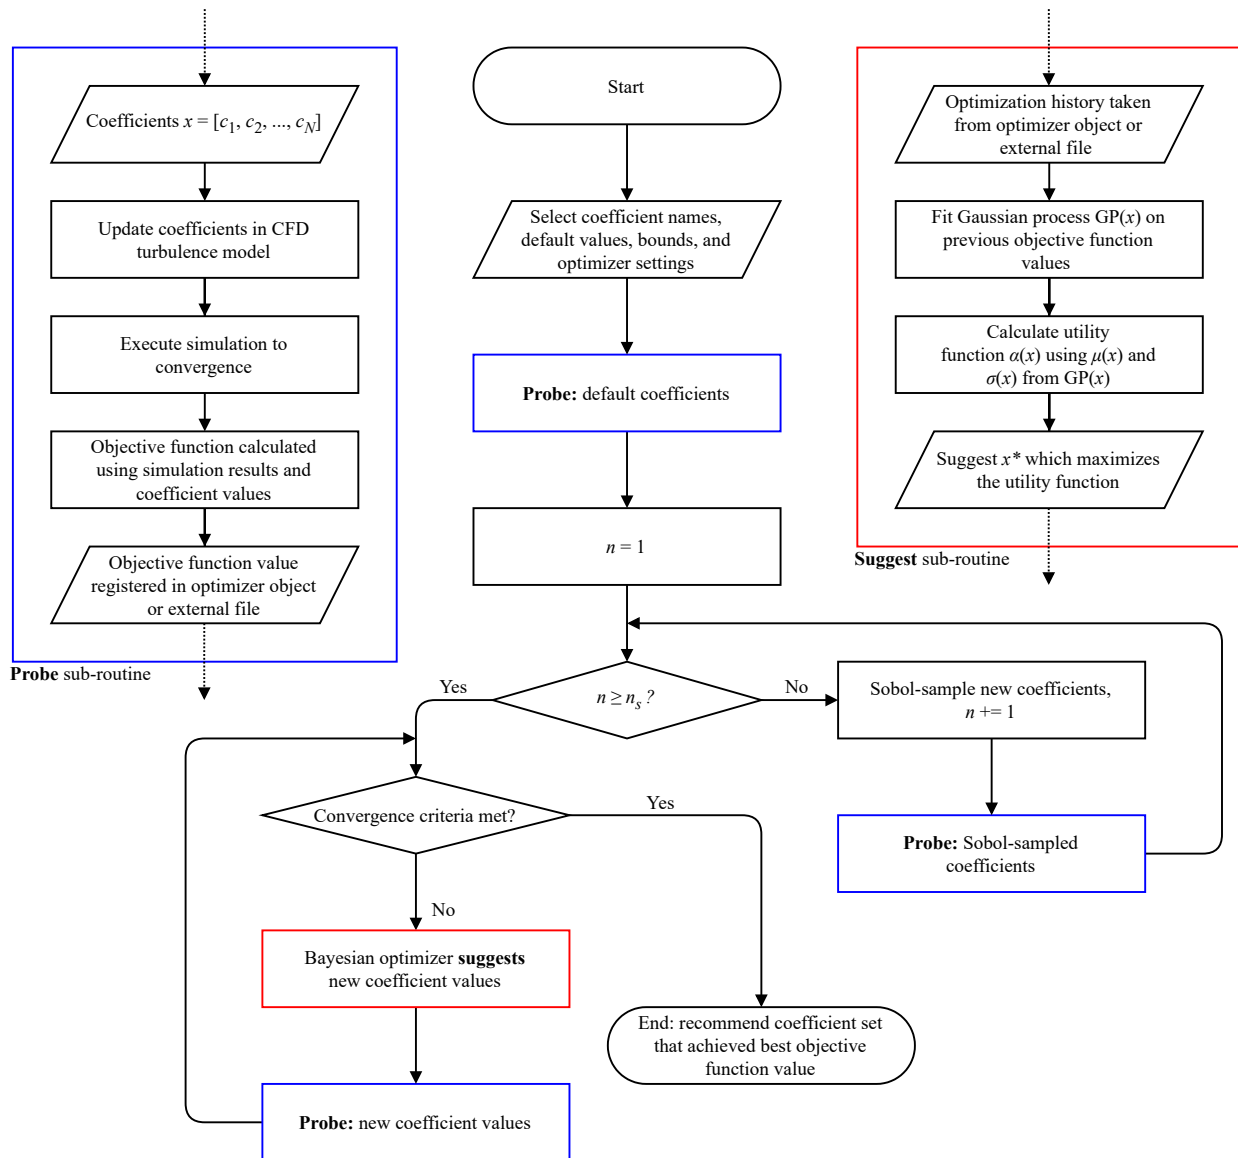 Coefficients x = [c1, c2, ..., cN]
Update coefficients in CFD
turbulence model
Execute simulation to
convergence
Objective function calculated
using simulation results and
coefficient values
Objective function value
registered in optimizer object
or external file
Probe sub-routine
Start
Select coefficient names,
default values, bounds, and
optimizer settings
Probe: default coefficients
n = 1
n ≥ ns ?
Yes
No
Sobol-sample new coefficients,
n += 1
Probe: Sobol-sampled
coefficients
Convergence criteria met?
Yes
No
Bayesian optimizer suggests
new coefficient values
Probe: new coefficient values
End: recommend coefficient set
that achieved best objective
function value
Optimization history taken
from optimizer object or
external file
Fit Gaussian process GP(x) on
previous objective function
values
Calculate utility
function α(x) using μ(x) and
σ(x) from GP(x)
Suggest x* which maximizes
the utility function
Suggest sub-routine